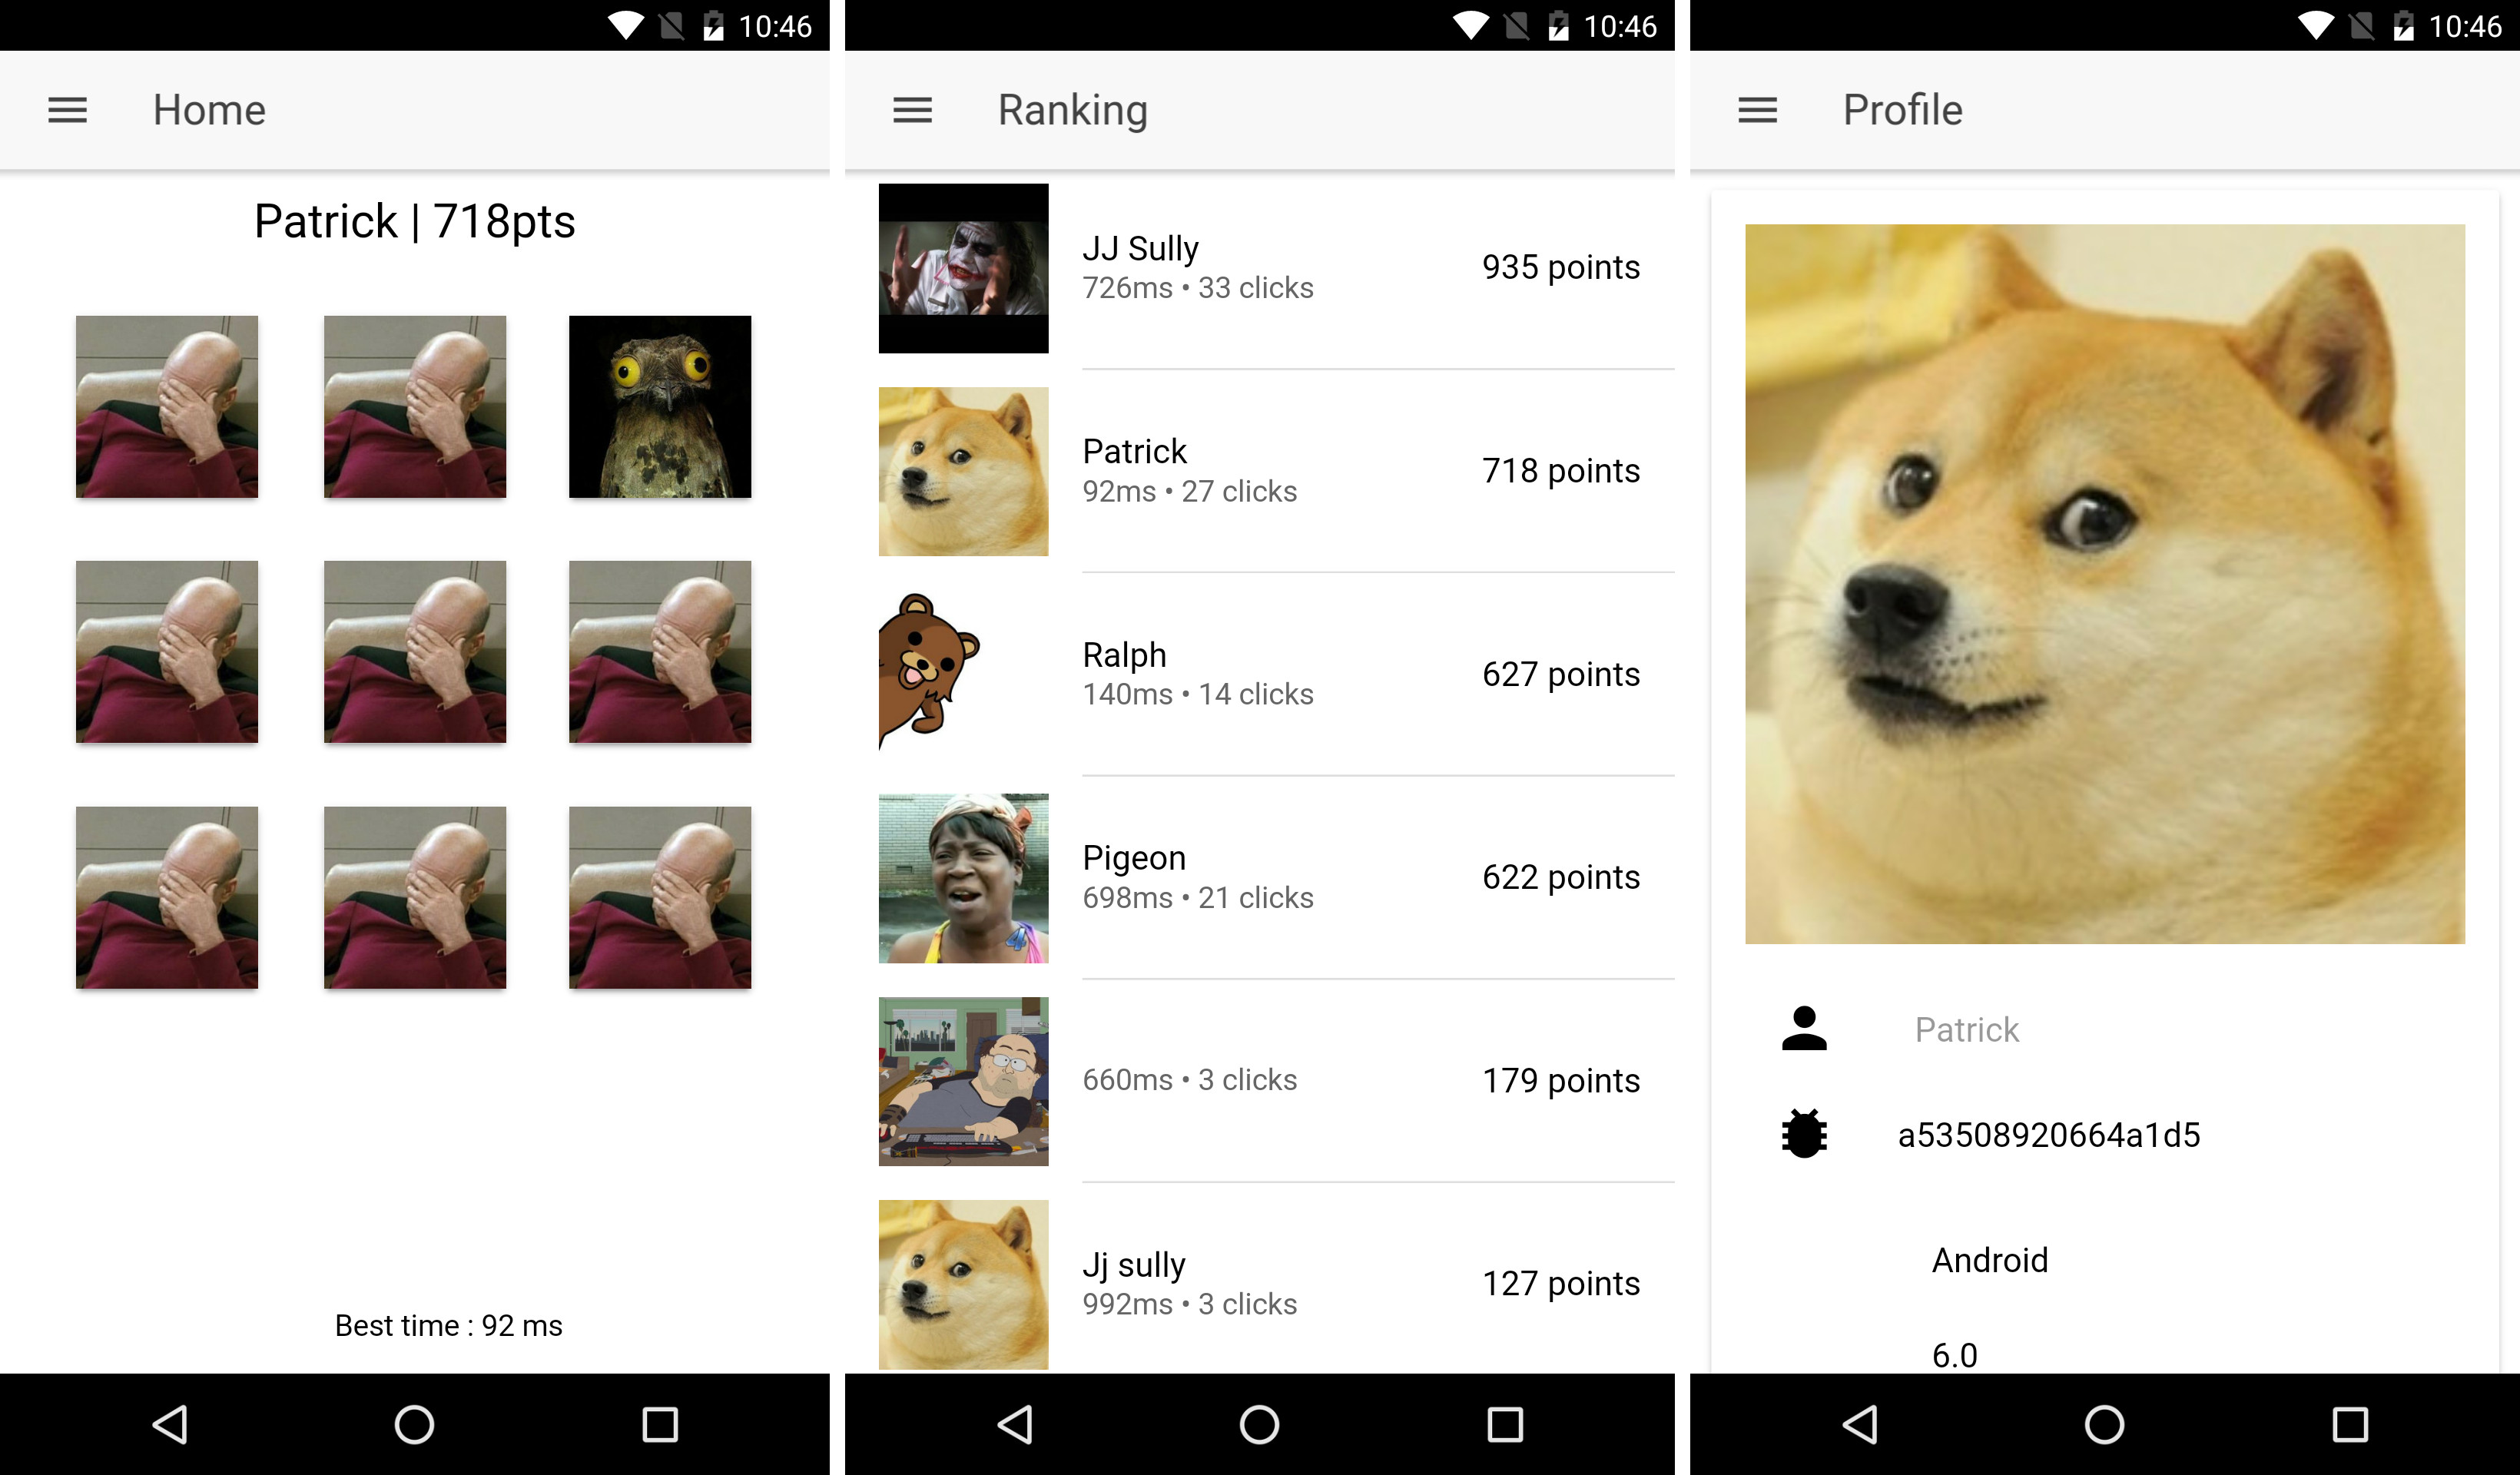 10:46
Home
Patrick | 718pts
Best time : 92 ms
10:46
Ranking
JJ Sully
726ms • 33 clicks
935 points
Patrick
92ms • 27 clicks
718 points
Ralph
140ms • 14 clicks
627 points
Pigeon
698ms • 21 clicks
622 points
660ms • 3 clicks
179 points
Jj sully
992ms • 3 clicks
127 points
10:46
Profile
Patrick
a53508920664a1d5
Android
6.0